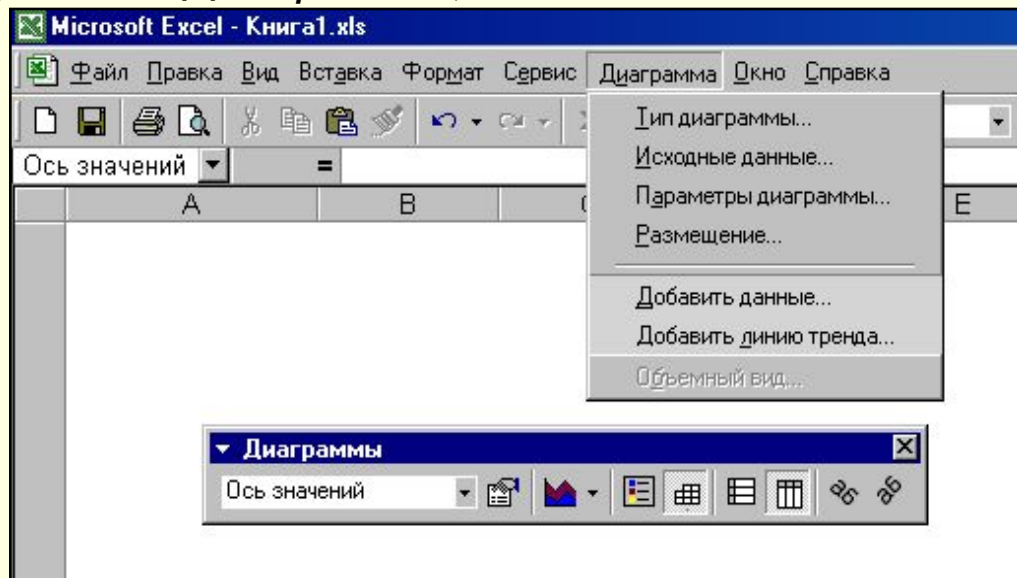 Microsoft Excel - Книга1.xls
Файл Правка Вид Вставка Формат Сервис Диаграмма Окно Справка
Тип диаграммы...
Исходные данные...
Параметры диаграммы...
Размещение...
Добавить данные...
Добавить линию тренда...
Объемный вид...
Ось значений =
A B E
Диаграммы
Ось значений